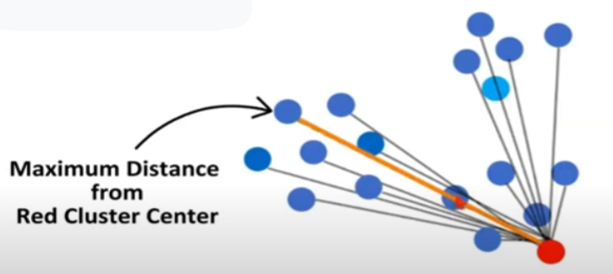 Maximum Distance
from
Red Cluster Center